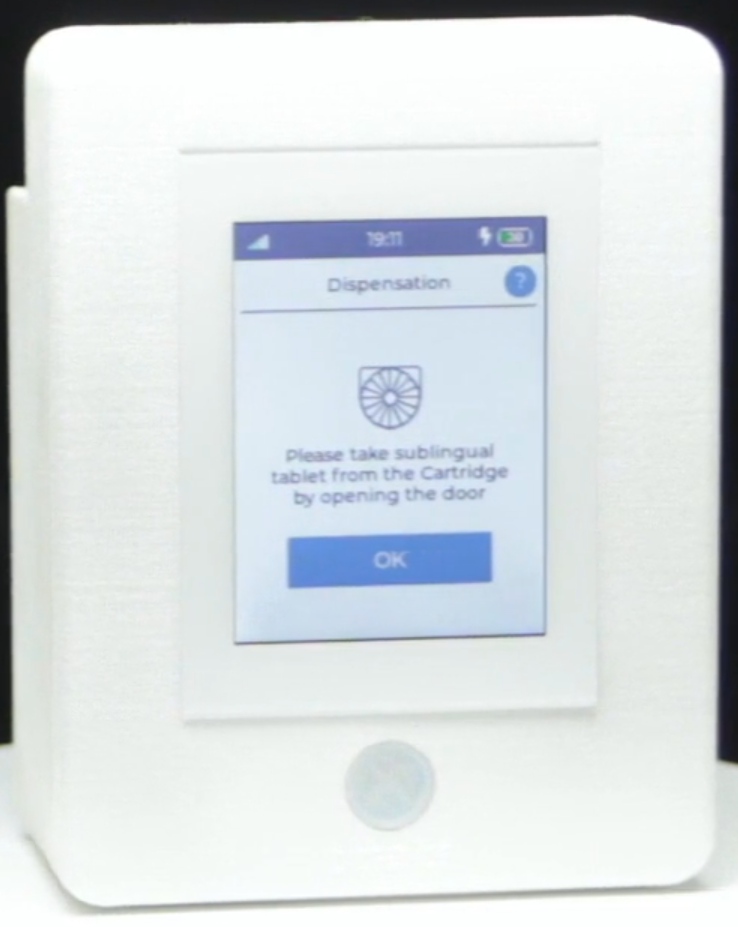 19:11
Dispensation
?
Please take sublingual
tablet from the Cartridge
by opening the door
OK